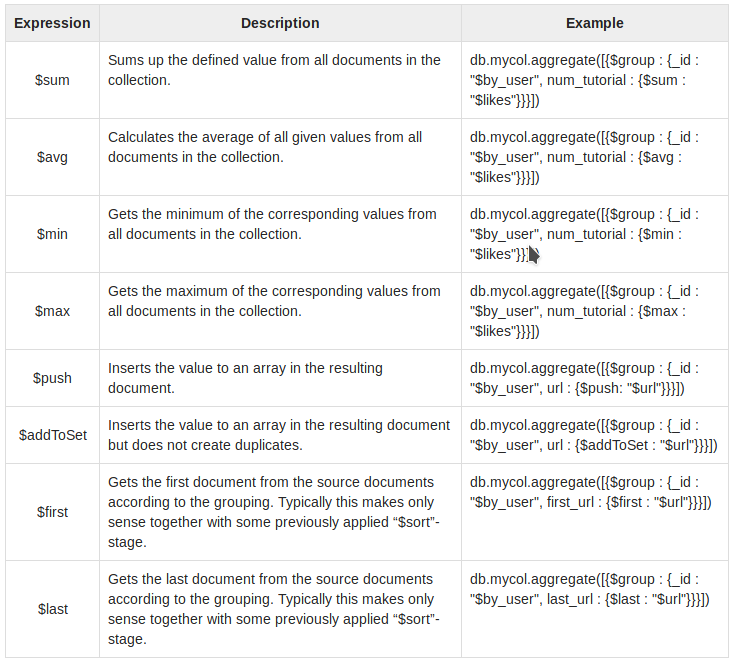 Expression Description Example
Sums up the defined value from all documents in the
collection.
$sum
db.mycol.aggregate([{$group : {_id :
"$by_user", num_tutorial : {$sum :
"$likes"}}}])
Calculates the average of all given values from all
documents in the collection.
$avg
db.mycol.aggregate([{$group : {_id :
"$by_user", num_tutorial : {$avg :
"$likes"}}}])
Gets the minimum of the corresponding values from
all documents in the collection.
$min
db.mycol.aggregate([{$group : {_id :
"$by_user", num_tutorial : {$min :
"$likes"}}}])
Gets the maximum of the corresponding values from
all documents in the collection.
$max
db.mycol.aggregate([{$group : {_id :
"$by_user", num_tutorial : {$max :
"$likes"}}}])
Inserts the value to an array in the resulting
document.
$push
db.mycol.aggregate([{$group : {_id :
"$by_user", url : {$push: "$url"}}}])
Inserts the value to an array in the resulting document
but does not create duplicates.
$addToSet
db.mycol.aggregate([{$group : {_id :
"$by_user", url : {$addToSet : "$url"}}}])
Gets the first document from the source documents
according to the grouping. Typically this makes only
sense together with some previously applied “$sort”-
stage.
$first
db.mycol.aggregate([{$group : {_id :
"$by_user", first_url : {$first : "$url"}}}])
Gets the last document from the source documents
according to the grouping. Typically this makes only
sense together with some previously applied “$sort”-
stage.
$last
db.mycol.aggregate([{$group : {_id :
"$by_user", last_url : {$last : "$url"}}}])